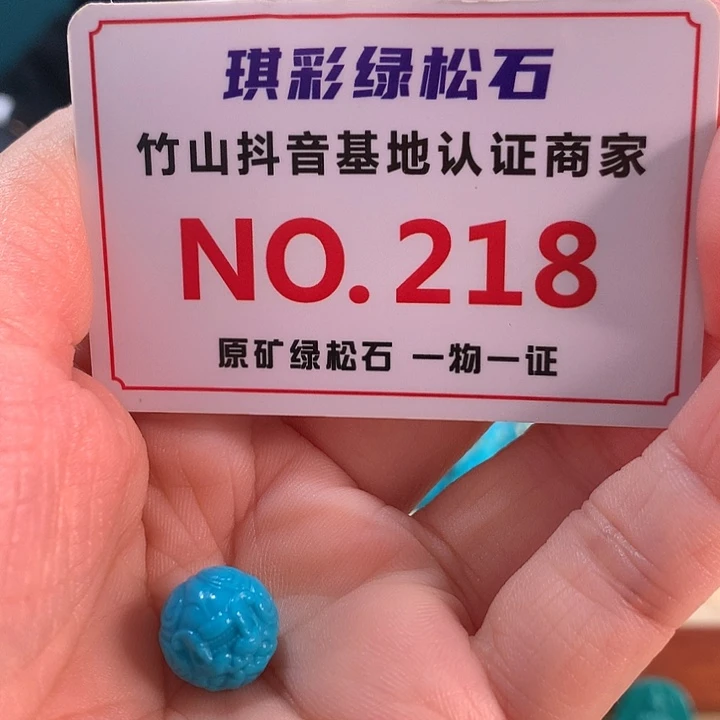 琪彩绿松石
竹山抖音基地认证商家
NO.218
原矿绿松石 一物一证